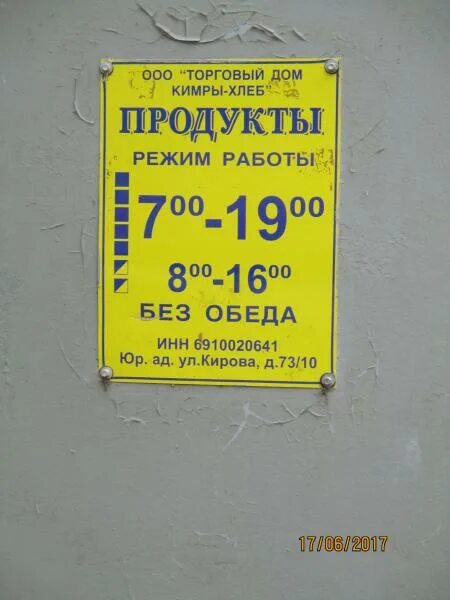 ООО "ТОРГОВЫЙ ДОМ
КИМРЫ-ХЛЕБ"
ПРОДУКТЫ
РЕЖИМ РАБОТЫ
7⁰⁰-19⁰⁰
8⁰⁰-16⁰⁰
БЕЗ ОБЕДА
ИНН 6910020641
Юр. ад. ул.Кирова, д.73/10
17/06/2017